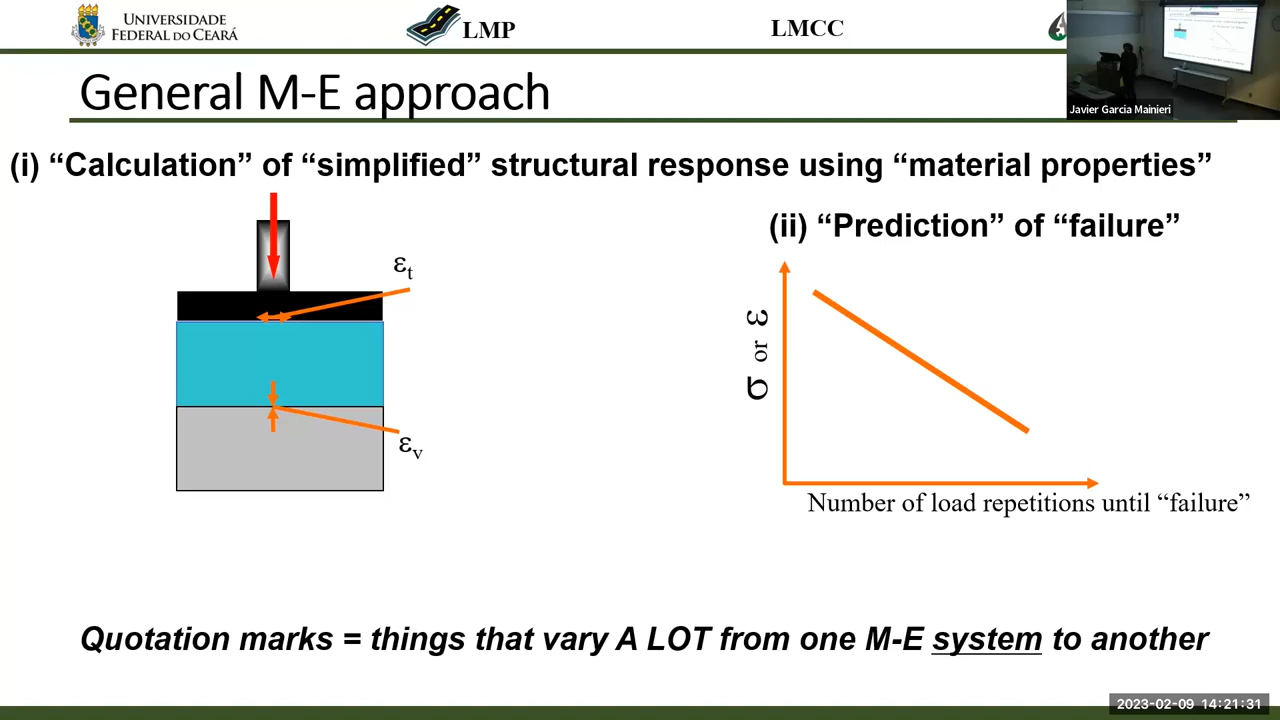 UNIVERSIDADE
FEDERAL DO CEARÁ
LMP
LMCC
General M-E approach
Javier Garcia Mainieri
(i) “Calculation” of “simplified” structural response using “material properties”
(ii) “Prediction” of “failure”
εt
εv
σ or ε
Number of load repetitions until “failure”
Quotation marks = things that vary A LOT from one M-E system to another
2023-02-09 14:21:31